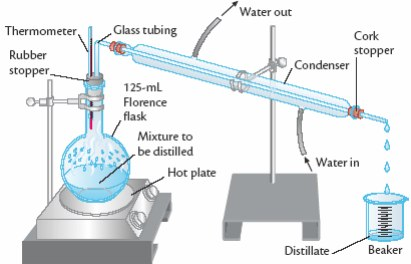 Water out
Thermometer
Glass tubing
Cork
stopper
Rubber
stopper
Condenser
125-mL
Florence
flask
Mixture to
be distilled
Water in
Hot plate
Distillate
Beaker